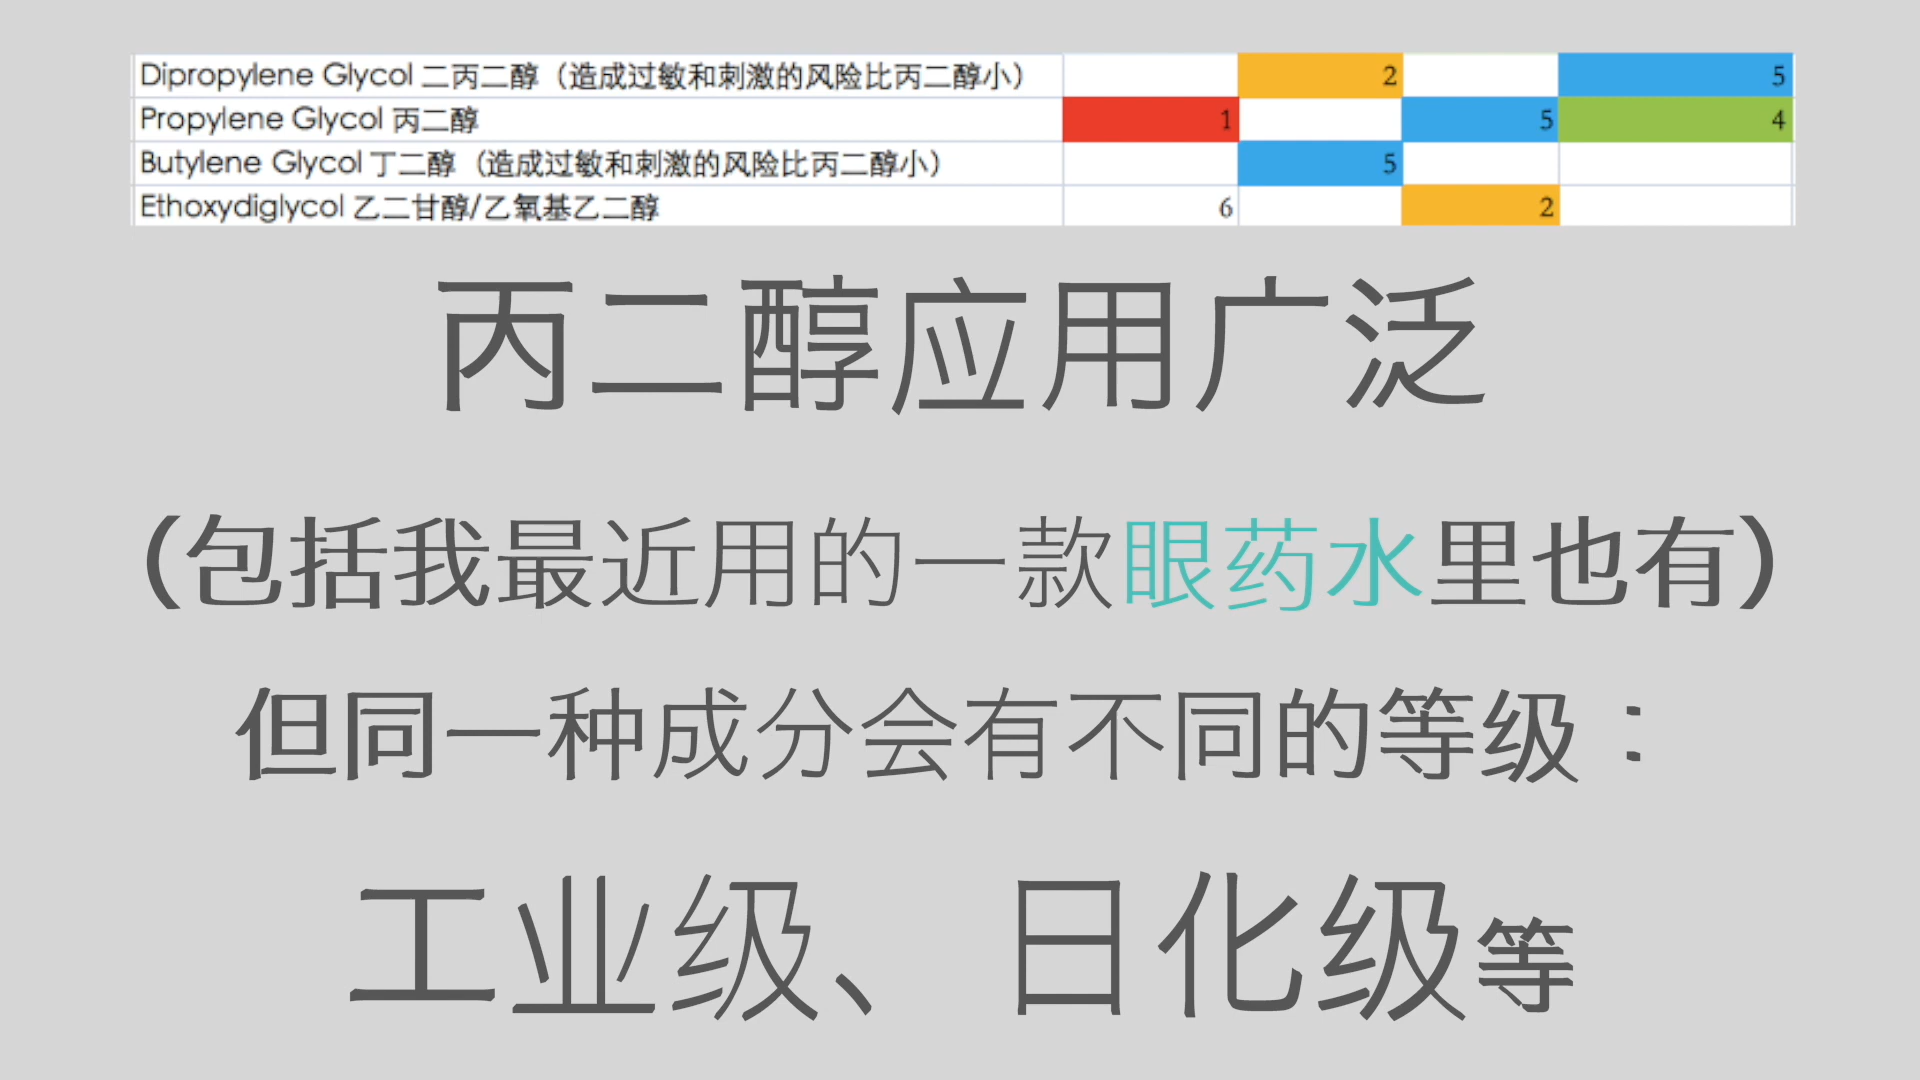 Dipropylene Glycol 二丙二醇（造成过敏和刺激的风险比丙二醇小） 2 5
Propylene Glycol 丙二醇 1 5 4
Butylene Glycol 丁二醇（造成过敏和刺激的风险比丙二醇小） 5
Ethoxydiglycol 乙二甘醇/乙氧基乙二醇 6 2
丙二醇应用广泛
(包括我最近用的一款眼药水里也有)
但同一种成分会有不同的等级：
工业级、日化级等